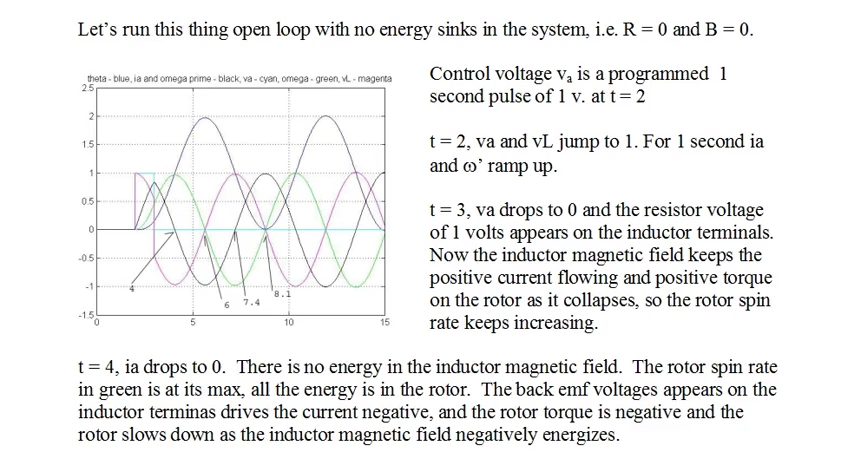 Let's run this thing open loop with no energy sinks in the system, i.e. R = 0 and B = 0.
theta - blue, ia and omega prime - black, va - cyan, omega - green, vL - magenta
2.5
2
1.5
1
0.5
0
-0.5
-1
-1.5
0
5
10
15
4
6
7.4
8.1
Control voltage va is a programmed 1
second pulse of 1 v. at t = 2
t = 2, va and vL jump to 1. For 1 second ia
and ω' ramp up.
t = 3, va drops to 0 and the resistor voltage
of 1 volts appears on the inductor terminals.
Now the inductor magnetic field keeps the
positive current flowing and positive torque
on the rotor as it collapses, so the rotor spin
rate keeps increasing.
t = 4, ia drops to 0. There is no energy in the inductor magnetic field. The rotor spin rate
in green is at its max, all the energy is in the rotor. The back emf voltages appears on the
inductor terminas drives the current negative, and the rotor torque is negative and the
rotor slows down as the inductor magnetic field negatively energizes.